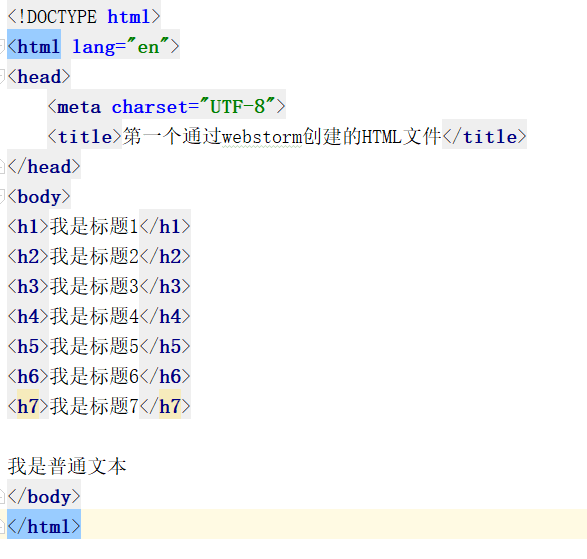 <!DOCTYPE html>
<html lang="en">
<head>
    <meta charset="UTF-8">
    <title>第一个通过webstorm创建的HTML文件</title>
</head>
<body>
<h1>我是标题1</h1>
<h2>我是标题2</h2>
<h3>我是标题3</h3>
<h4>我是标题4</h4>
<h5>我是标题5</h5>
<h6>我是标题6</h6>
<h7>我是标题7</h7>

我是普通文本
</body>
</html>